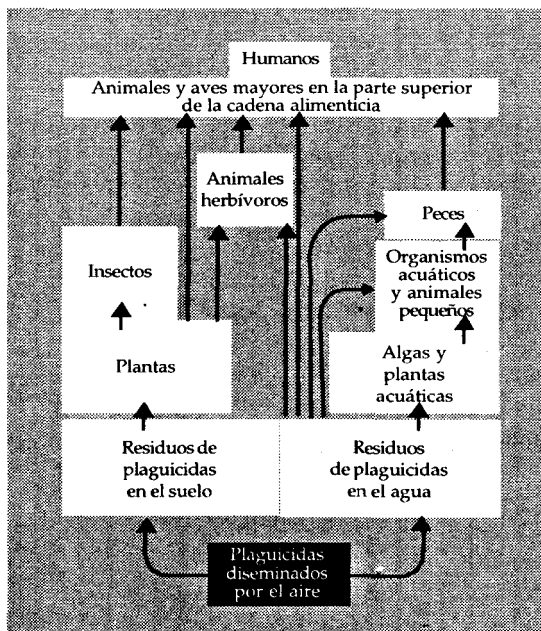 Humanos
Animales y aves mayores en la parte superior
de la cadena alimenticia
Animales
herbívoros
Peces
Insectos
Organismos
acuáticos
y animales
pequeños
Plantas
Algas y
plantas
acuáticas
Residuos de
plaguicidas
en el suelo
Residuos
de plaguicidas
en el agua
Plaguicidas
diseminados
por el aire